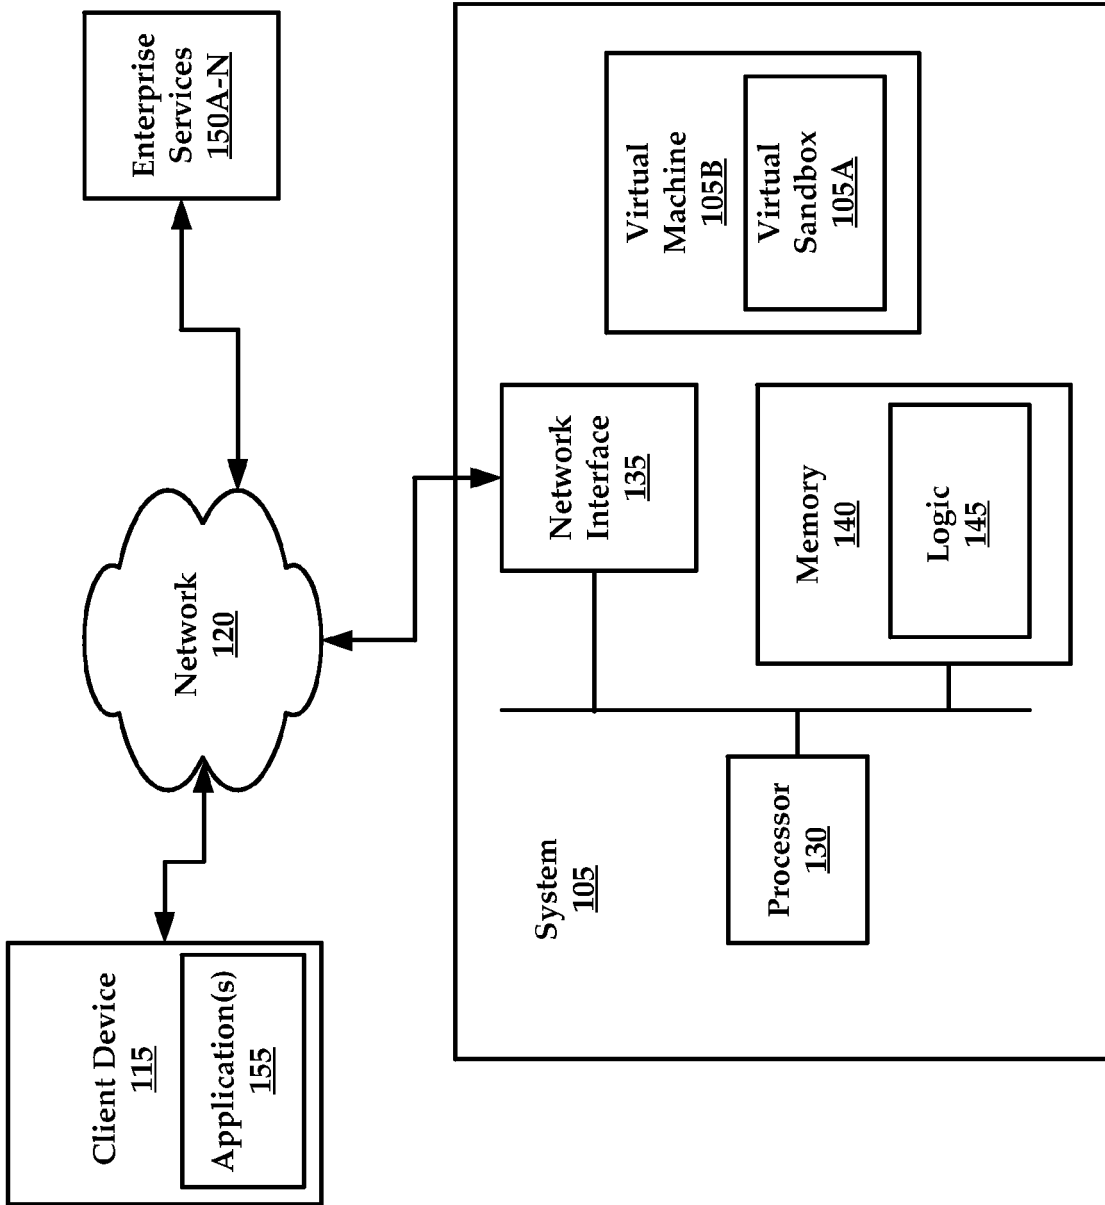 Client Device
115
Application(s)
155
Network
120
Enterprise
Services
150A-N
System
105
Processor
130
Network
Interface
135
Memory
140
Logic
145
Virtual
Machine
105B
Virtual
Sandbox
105A